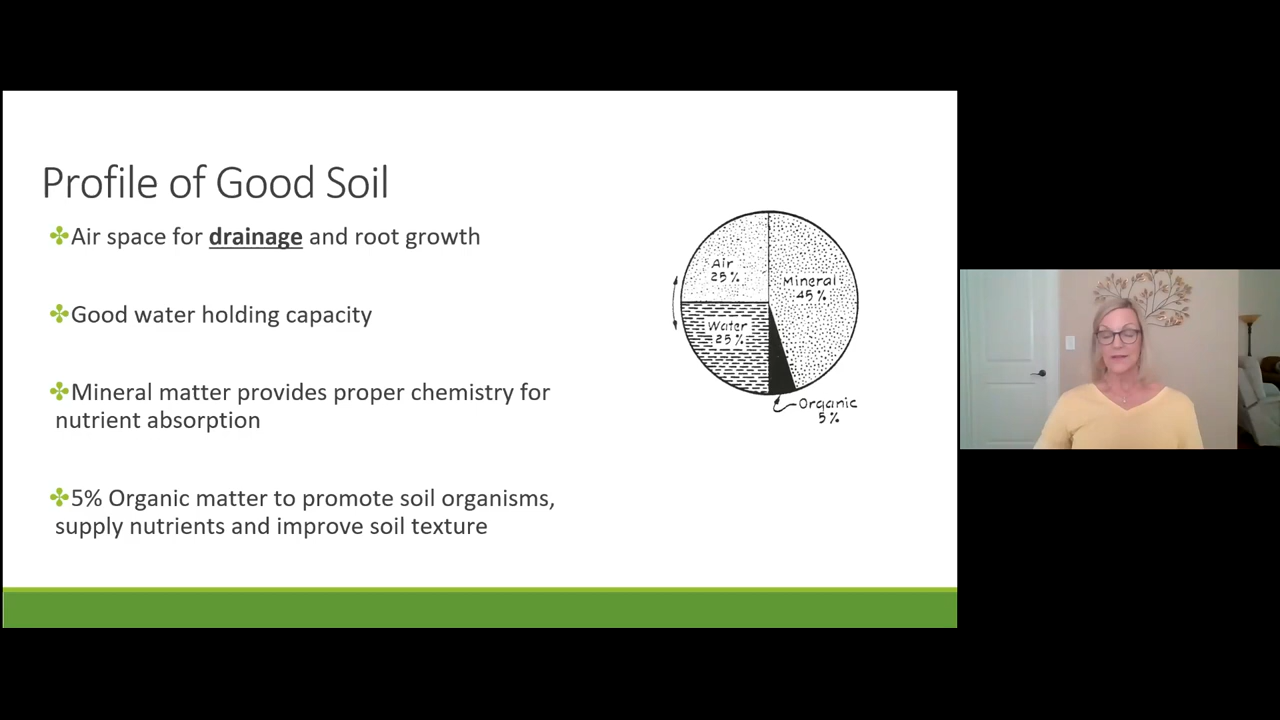 Profile of Good Soil
Air space for drainage and root growth
Good water holding capacity
Mineral matter provides proper chemistry for
nutrient absorption
5% Organic matter to promote soil organisms,
supply nutrients and improve soil texture
Air
25%
Mineral
45%
Water
25%
Organic
5%